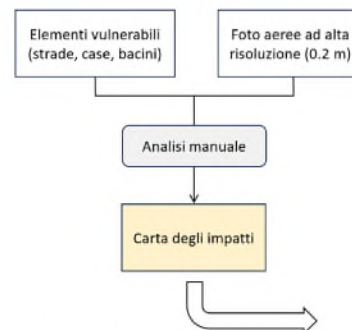 Elementi vulnerabili
(strade, case, bacini)
Foto aeree ad alta
risoluzione (0.2 m)
Analisi manuale
Carta degli impatti